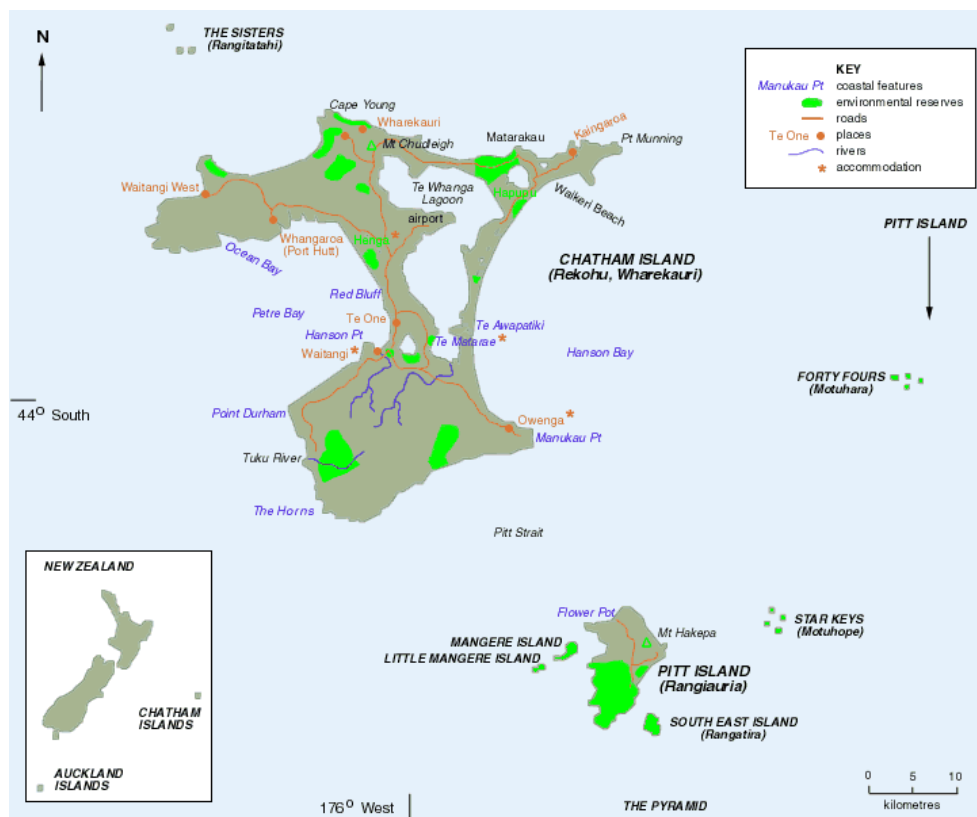 THE SISTERS
(Rangitatahi)
N
KEY
Manukau Pt coastal features
environmental reserves
roads
Te One places
rivers
accommodation
Cape Young
Wharekauri
Mt Chudleigh
Matarakau
Kaingaroa
Pt Munning
Waitangi West
Te Whanga
Lagoon
Hapupu
Waikeri Beach
airport
Whangaroa
(Port Hutt)
Hengа
Ocean Bay
CHATHAM ISLAND
(Rekohu, Wharekauri)
PITT ISLAND
Red Bluff
Petre Bay
Te One
Te Awapatiki
Hanson Pt
Te Matarae
Waitangi
Hanson Bay
FORTY FOURS
(Motuhara)
44o South
Point Durham
Owenga
Manukau Pt
Tuku River
The Horns
Pitt Strait
NEW ZEALAND
CHATHAM
ISLANDS
AUCKLAND
ISLANDS
Flower Pot
Mt Hakepa
STAR KEYS
(Motuhope)
MANGERE ISLAND
LITTLE MANGERE ISLAND
PITT ISLAND
(Rangiauria)
SOUTH EAST ISLAND
(Rangatira)
0 5 10
kilometres
176o West
THE PYRAMID